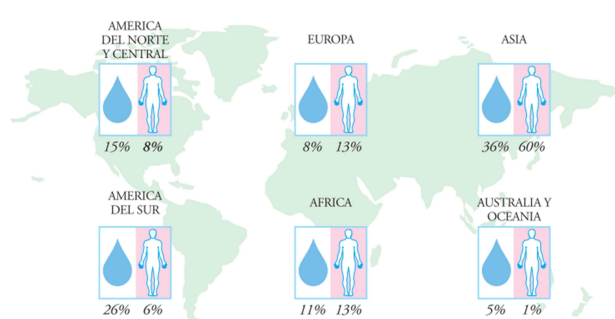 AMERICA
DEL NORTE
Y CENTRAL
15% 8%
EUROPA
8% 13%
ASIA
36% 60%
AMERICA
DEL SUR
26% 6%
AFRICA
11% 13%
AUSTRALIA Y
OCEANIA
5% 1%